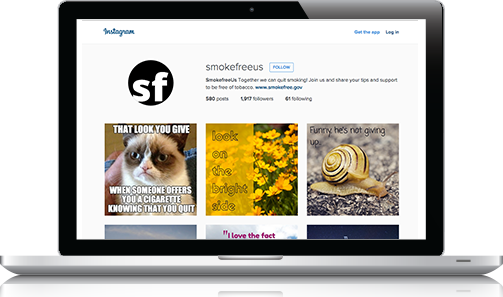 Instagram
Get the app Log in
sf
smokefreeus FOLLOW
SmokefreeUs Together we can quit smoking! Join us and share your tips and support
to be free of tobacco. www.smokefree.gov
580 posts 1,917 followers 61 following
THAT LOOK YOU GIVE
WHEN SOMEONE OFFERS
YOU A CIGARETTE
KNOWING THAT YOU QUIT
look
on
the
bright
side
Funny, he's not giving
up.
"I love the fact